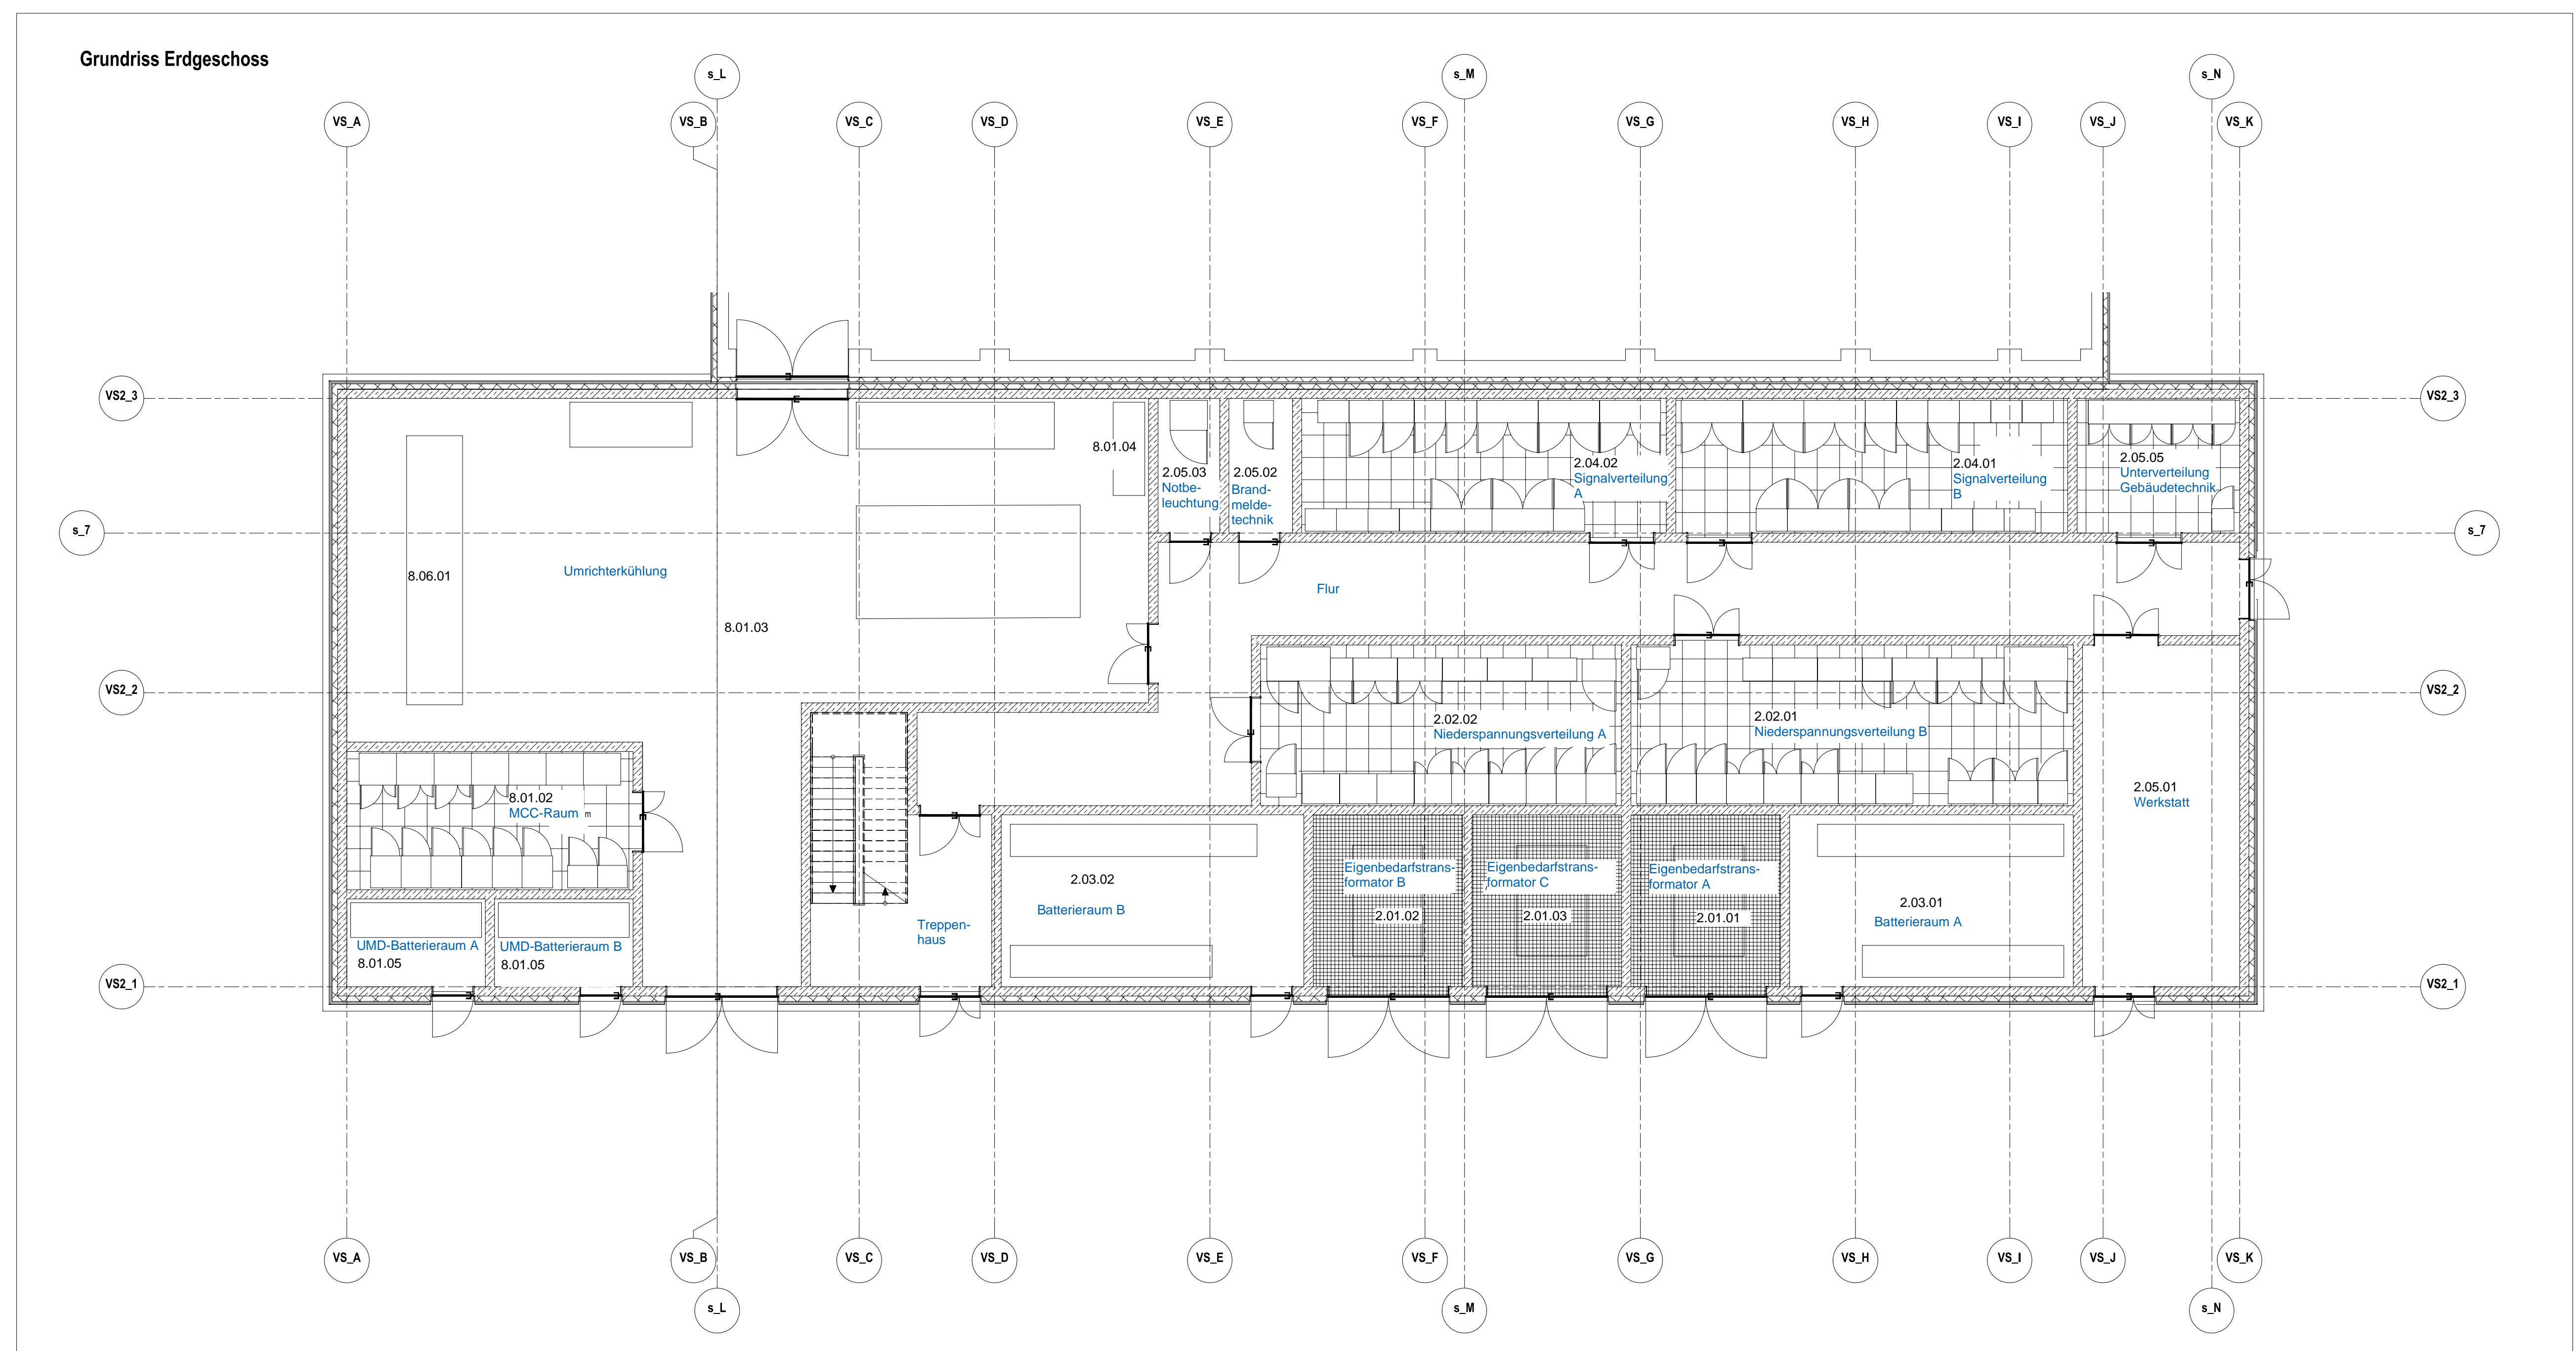 Grundriss Erdgeschoss
s_L
s_M
s_N
VS_A
VS_B
VS_C
VS_D
VS_E
VS_F
VS_G
VS_H
VS_I
VS_J
VS_K
VS2_3
VS2_3
8.01.04
2.05.03
Notbe-
leuchtung
2.05.02
Brand-
melde-
technik
2.04.02
Signalverteilung
A
2.04.01
Signalverteilung
B
2.05.05
Unterverteilung
Gebäudetechnik
s_7
s_7
8.06.01
Umrichterkühlung
Flur
8.01.03
VS2_2
VS2_2
2.02.02
Niederspannungsverteilung A
2.02.01
Niederspannungsverteilung B
8.01.02
MCC-Raum m
2.05.01
Werkstatt
2.03.02
Batterieraum B
Eigenbedarfstrans-
formator B
2.01.02
Eigenbedarfstrans-
formator C
2.01.03
Eigenbedarfstrans-
formator A
2.01.01
2.03.01
Batterieraum A
Treppen-
haus
UMD-Batterieraum A
8.01.05
UMD-Batterieraum B
8.01.05
VS2_1
VS2_1
VS_A
VS_B
VS_C
VS_D
VS_E
VS_F
VS_G
VS_H
VS_I
VS_J
VS_K
s_L
s_M
s_N